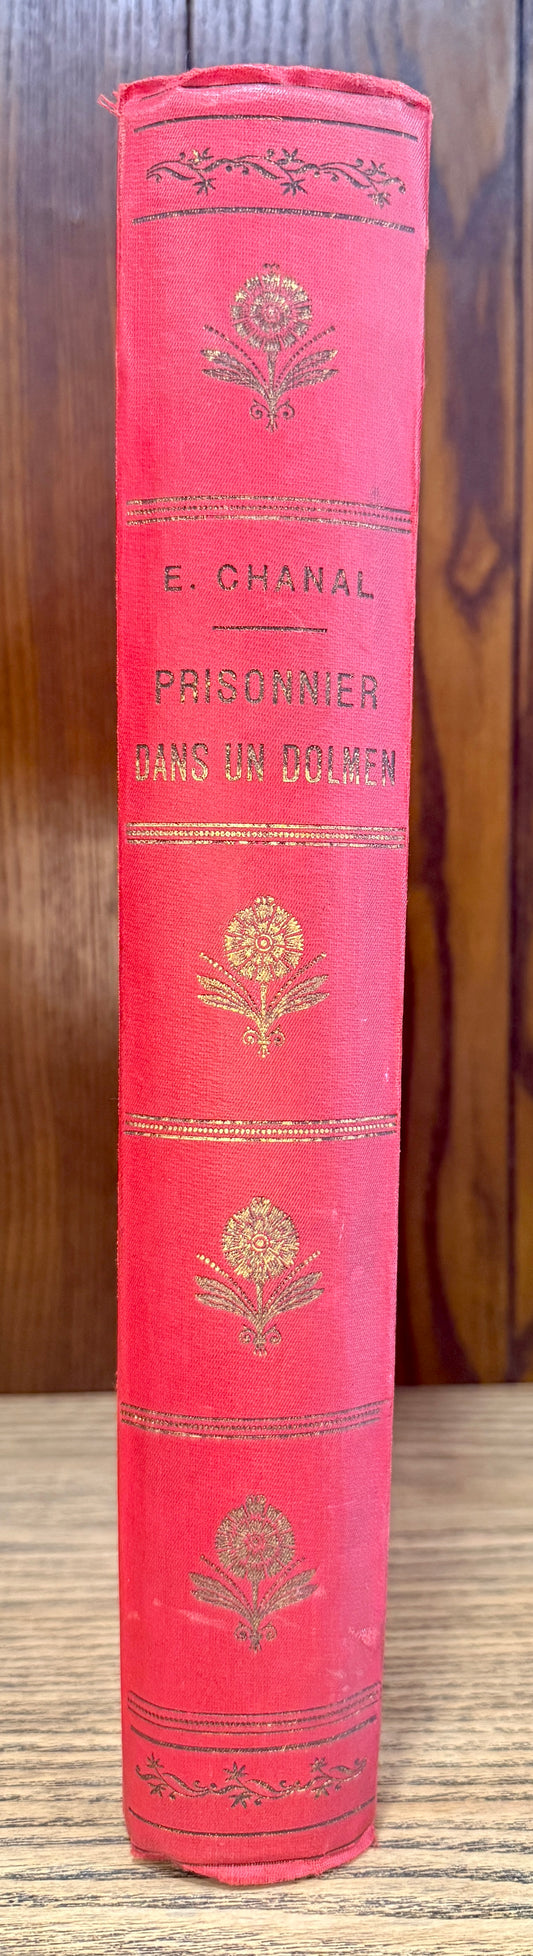 E. CHANAL
PRISONNIER
DANS UN DOLMEN